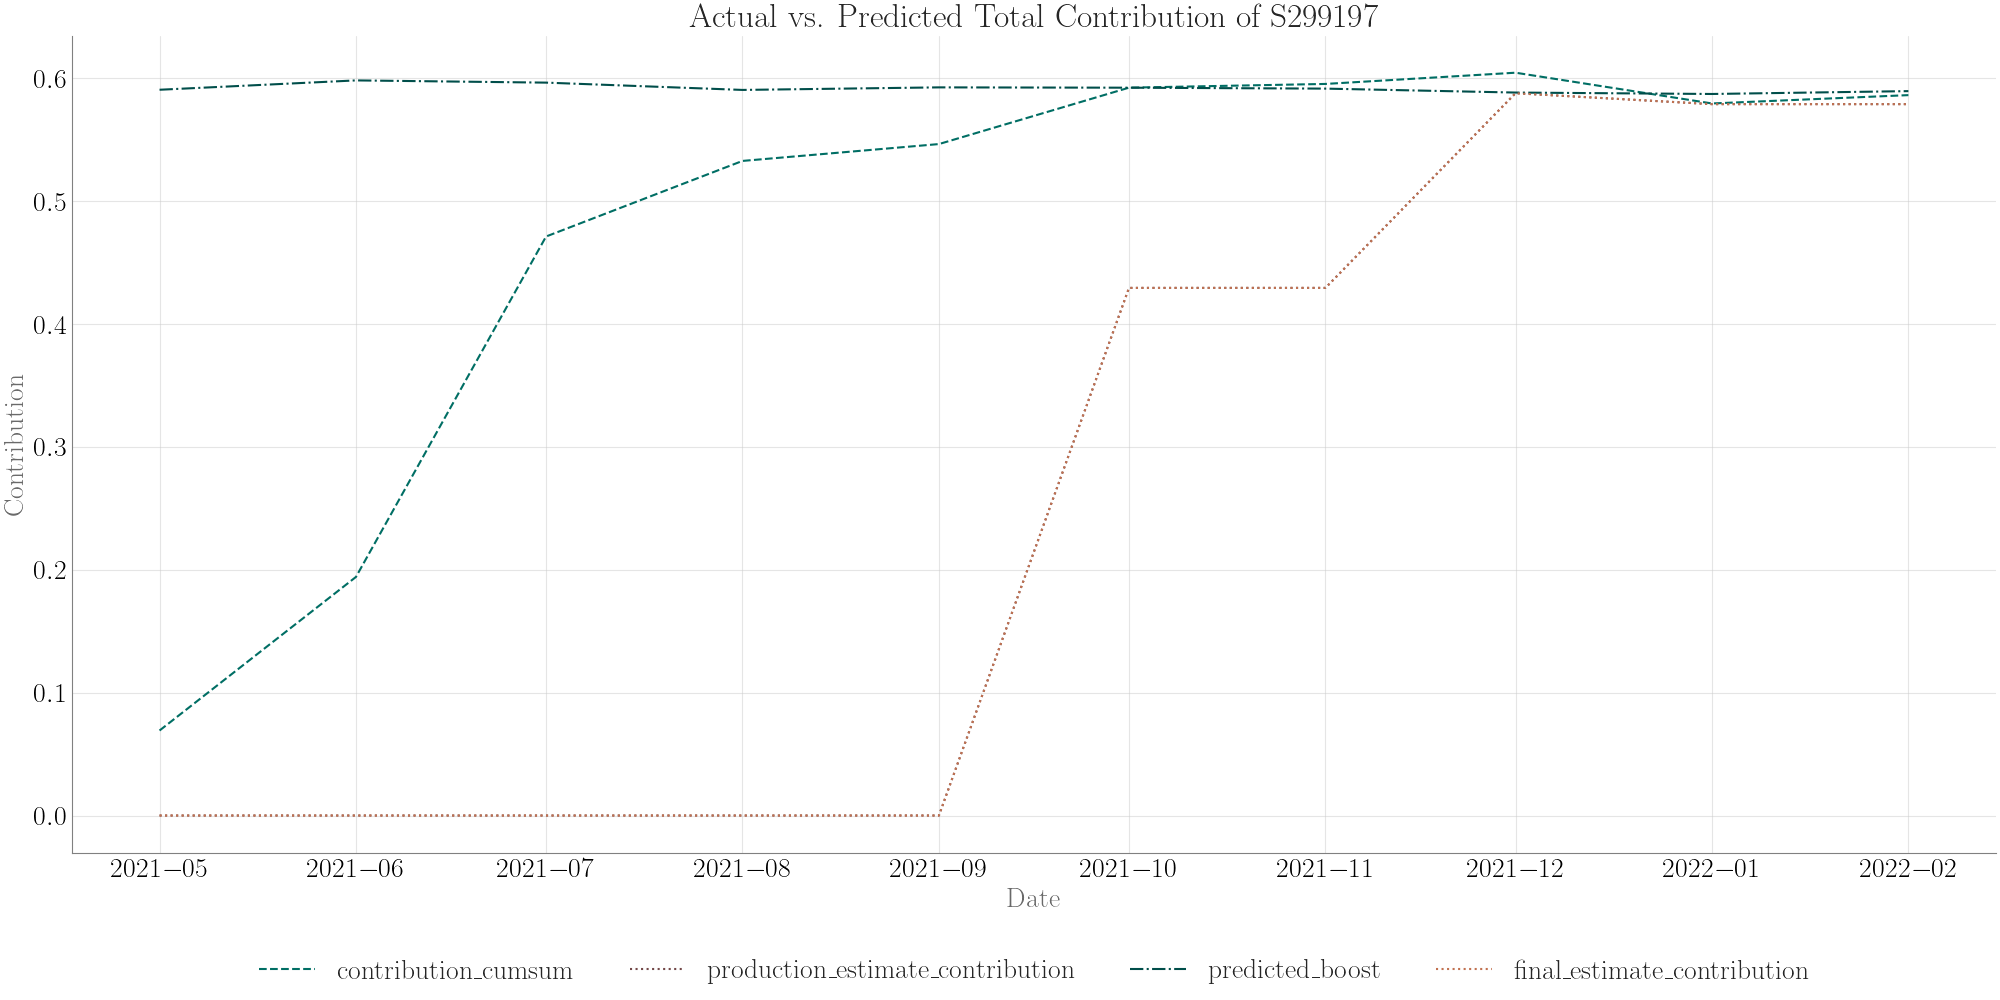 Actual vs. Predicted Total Contribution of S299197
0.6
0.5
0.4
0.3
0.2
0.1
0.0
Contribution
2021−05 2021−06 2021−07 2021−08 2021−09 2021−10 2021−11 2021−12 2022−01 2022−02
Date
contribution_cumsum production_estimate_contribution predicted_boost final_estimate_contribution